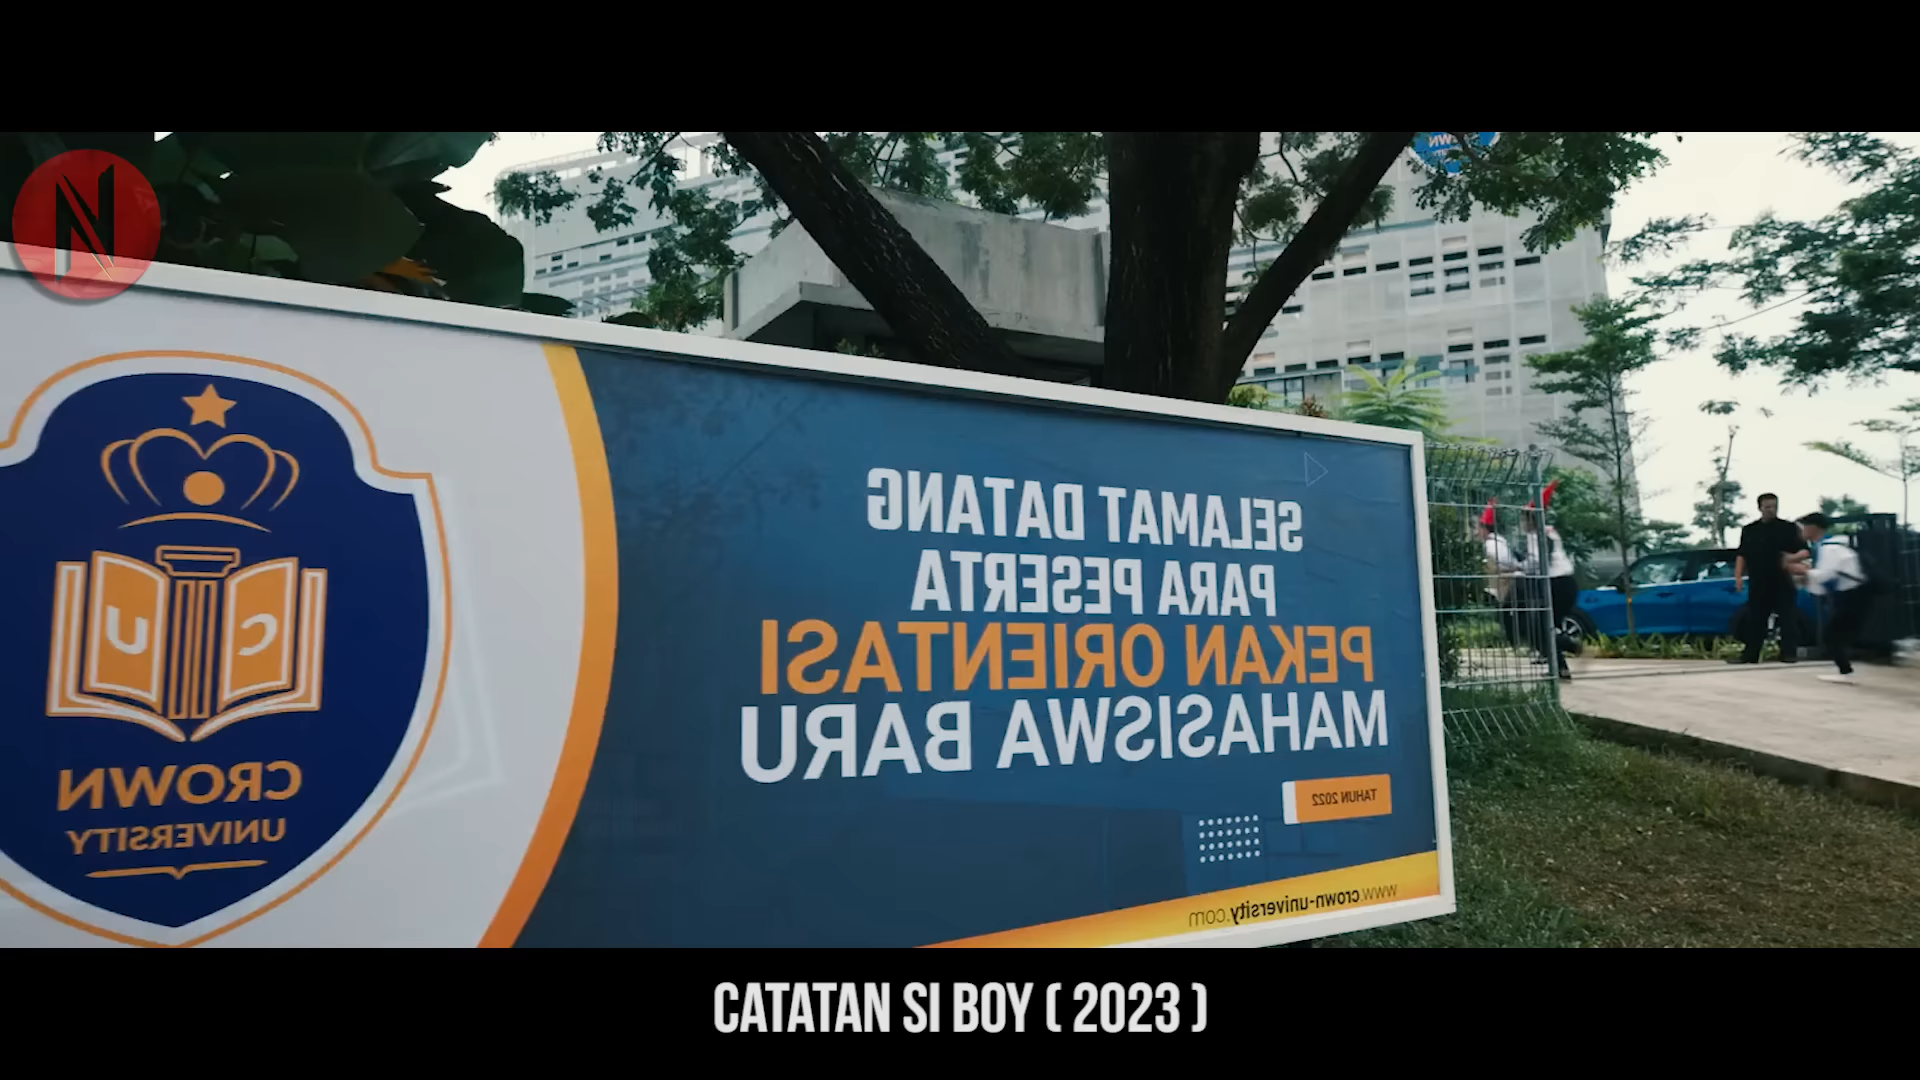 N
OWN
SELAMAT DATANG
PARA PESERTA
PEKAN ORIENTASI
MAHASISWA BARU
TAHUN 2022
www.crown-university.com
C U
CROWN
UNIVERSITY
CATATAN SI BOY ( 2023 )